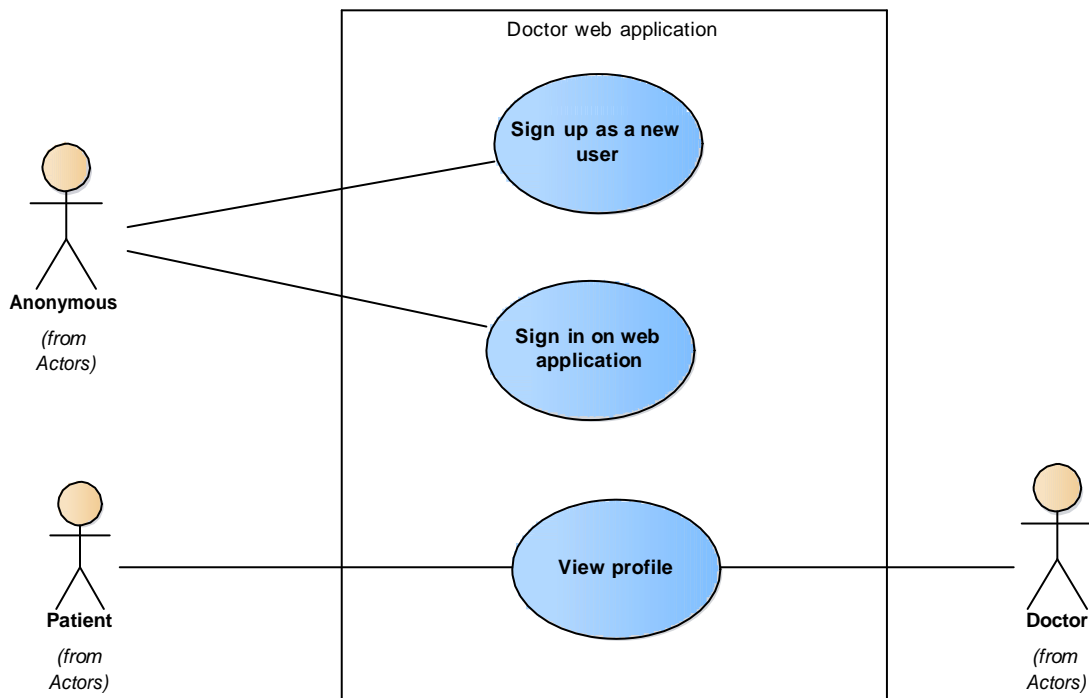 Doctor web application
Sign up as a new
user
Anonymous
(from
Actors)
Sign in on web
application
Patient
(from
Actors)
View profile
Doctor
(from
Actors)